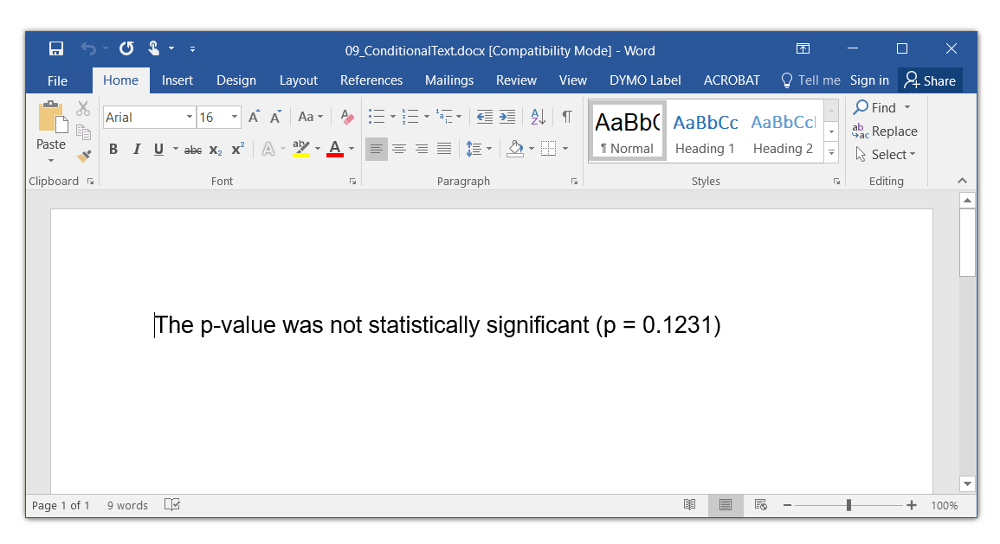 09_ConditionalText.docx [Compatibility Mode] - Word
File Home Insert Design Layout References Mailings Review View DYMO Label ACROBAT Tell me Sign in Share
Paste
Clipboard
Arial 16 Aa
B I U abc X₂ X² A ab A
Font
A Z ¶
Paragraph
AaBb( AaBbCc AaBbCcl
¶ Normal Heading 1 Heading 2
Styles
Find
Replace
Select
Editing
The p-value was not statistically significant (p = 0.1231)
Page 1 of 1 9 words 100%